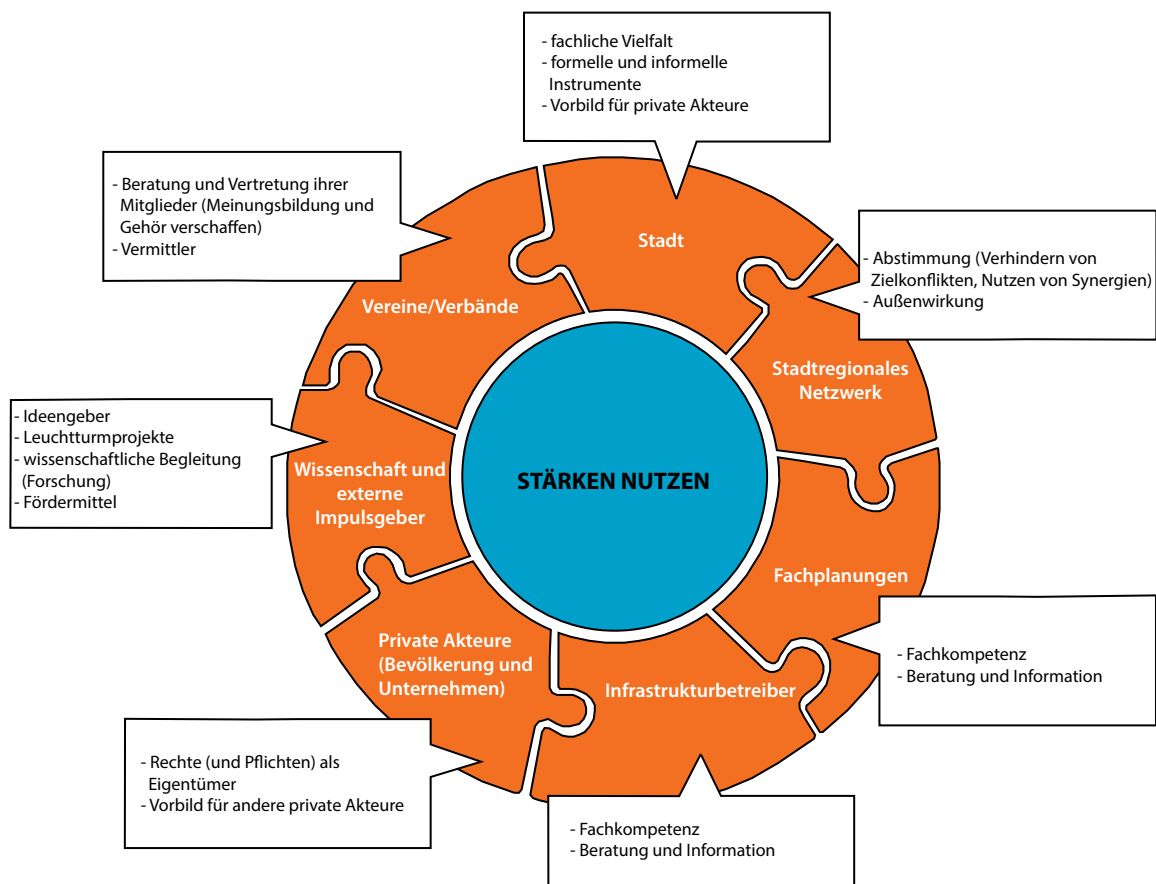 - fachliche Vielfalt
- formelle und informelle
Instrumente
- Vorbild für private Akteure
- Beratung und Vertretung ihrer
Mitglieder (Meinungsbildung und
Gehör verschaffen)
- Vermittler
Stadt
- Abstimmung (Verhindern von
Zielkonflikten, Nutzen von Synergien)
- Außenwirkung
Vereine/Verbände
Stadtregionales
Netzwerk
- Ideengeber
- Leuchtturmprojekte
- wissenschaftliche Begleitung
(Forschung)
- Fördermittel
Wissenschaft und
externe
Impulsgeber
STÄRKEN NUTZEN
Fachplanungen
- Fachkompetenz
- Beratung und Information
Private Akteure
(Bevölkerung und
Unternehmen)
Infrastrukturbetreiber
- Rechte (und Pflichten) als
Eigentümer
- Vorbild für andere private Akteure
- Fachkompetenz
- Beratung und Information